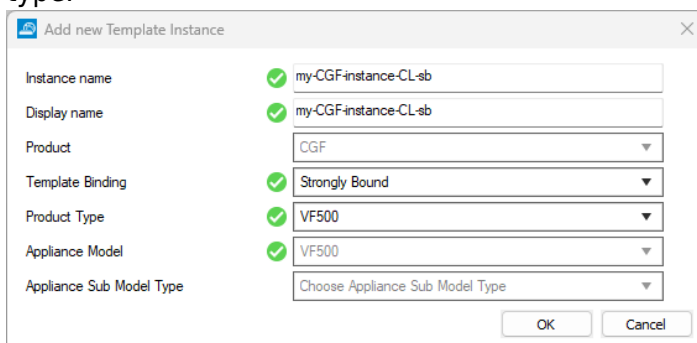 type.
Add new Template Instance
Instance name my-CGF-instance-CL-sb
Display name my-CGF-instance-CL-sb
Product CGF
Template Binding Strongly Bound
Product Type VF500
Appliance Model VF500
Appliance Sub Model Type Choose Appliance Sub Model Type
OK Cancel